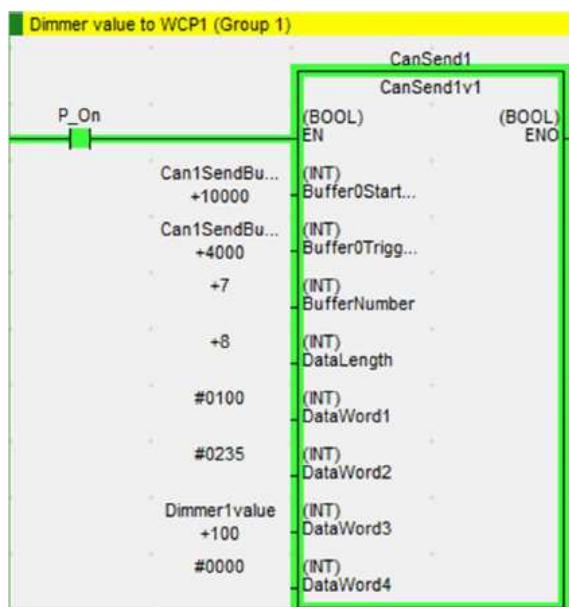 Dimmer value to WCP1 (Group 1)
CanSend1
CanSend1v1
P_On
(BOOL) (BOOL)
EN ENO
Can1SendBu... (INT)
+10000 Buffer0Start...
Can1SendBu... (INT)
+4000 Buffer0Trigg...
+7 (INT)
BufferNumber
+8 (INT)
DataLength
#0100 (INT)
DataWord1
#0235 (INT)
DataWord2
Dimmer1value (INT)
+100 DataWord3
#0000 (INT)
DataWord4